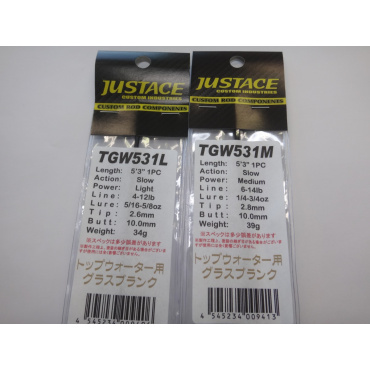 JUSTACE
CUSTOM INDUSTRIES
CUSTOM ROD COMPONENTS
TGW531L
Length: 5'3" 1PC
Action: Slow
Power: Light
Line: 4-12lb
Lure: 5/16-5/8oz
Tip: 2.6mm
Butt: 10.0mm
Weight: 34g
※スペックは多少誤差があります
トップウォーター用
グラスブランク
JUSTACE
CUSTOM INDUSTRIES
CUSTOM ROD COMPONENTS
TGW531M
Length: 5'3" 1PC
Action: Slow
Power: Medium
Line: 6-14lb
Lure: 1/4-3/4oz
Tip: 2.8mm
Butt: 10.0mm
Weight: 39g
※スペックは多少誤差があります
トップウォーター用
グラスブランク
4 545234 009413